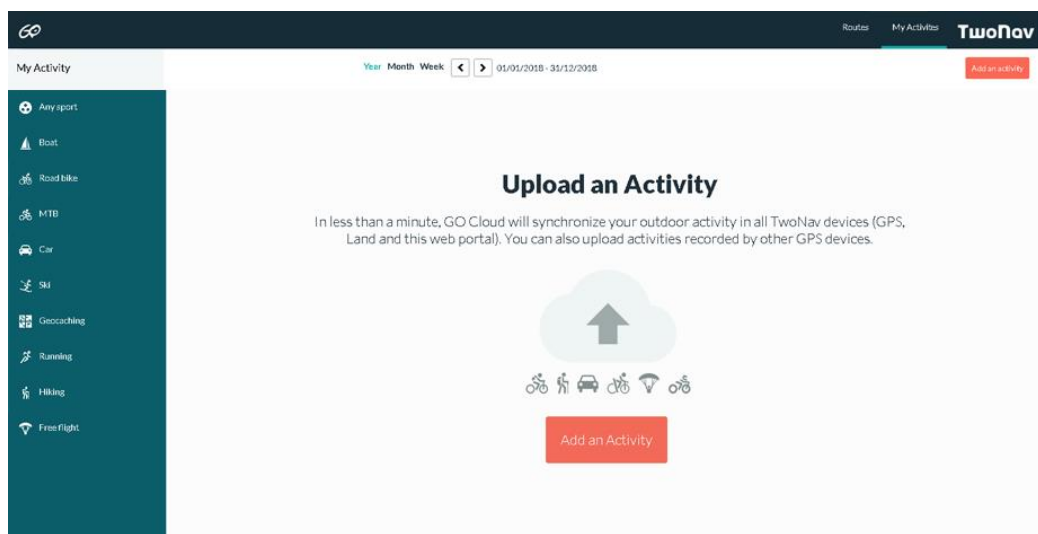 GO
Routes
My Activites
TwoNav
My Activity
Year Month Week 01/01/2018 - 31/12/2018
Add an activity
Any sport
Boat
Road bike
MTB
Car
Ski
Geocaching
Running
Hiking
Free flight
Upload an Activity
In less than a minute, GO Cloud will synchronize your outdoor activity in all TwoNav devices (GPS,
Land and this web portal). You can also upload activities recorded by other GPS devices.
Add an Activity